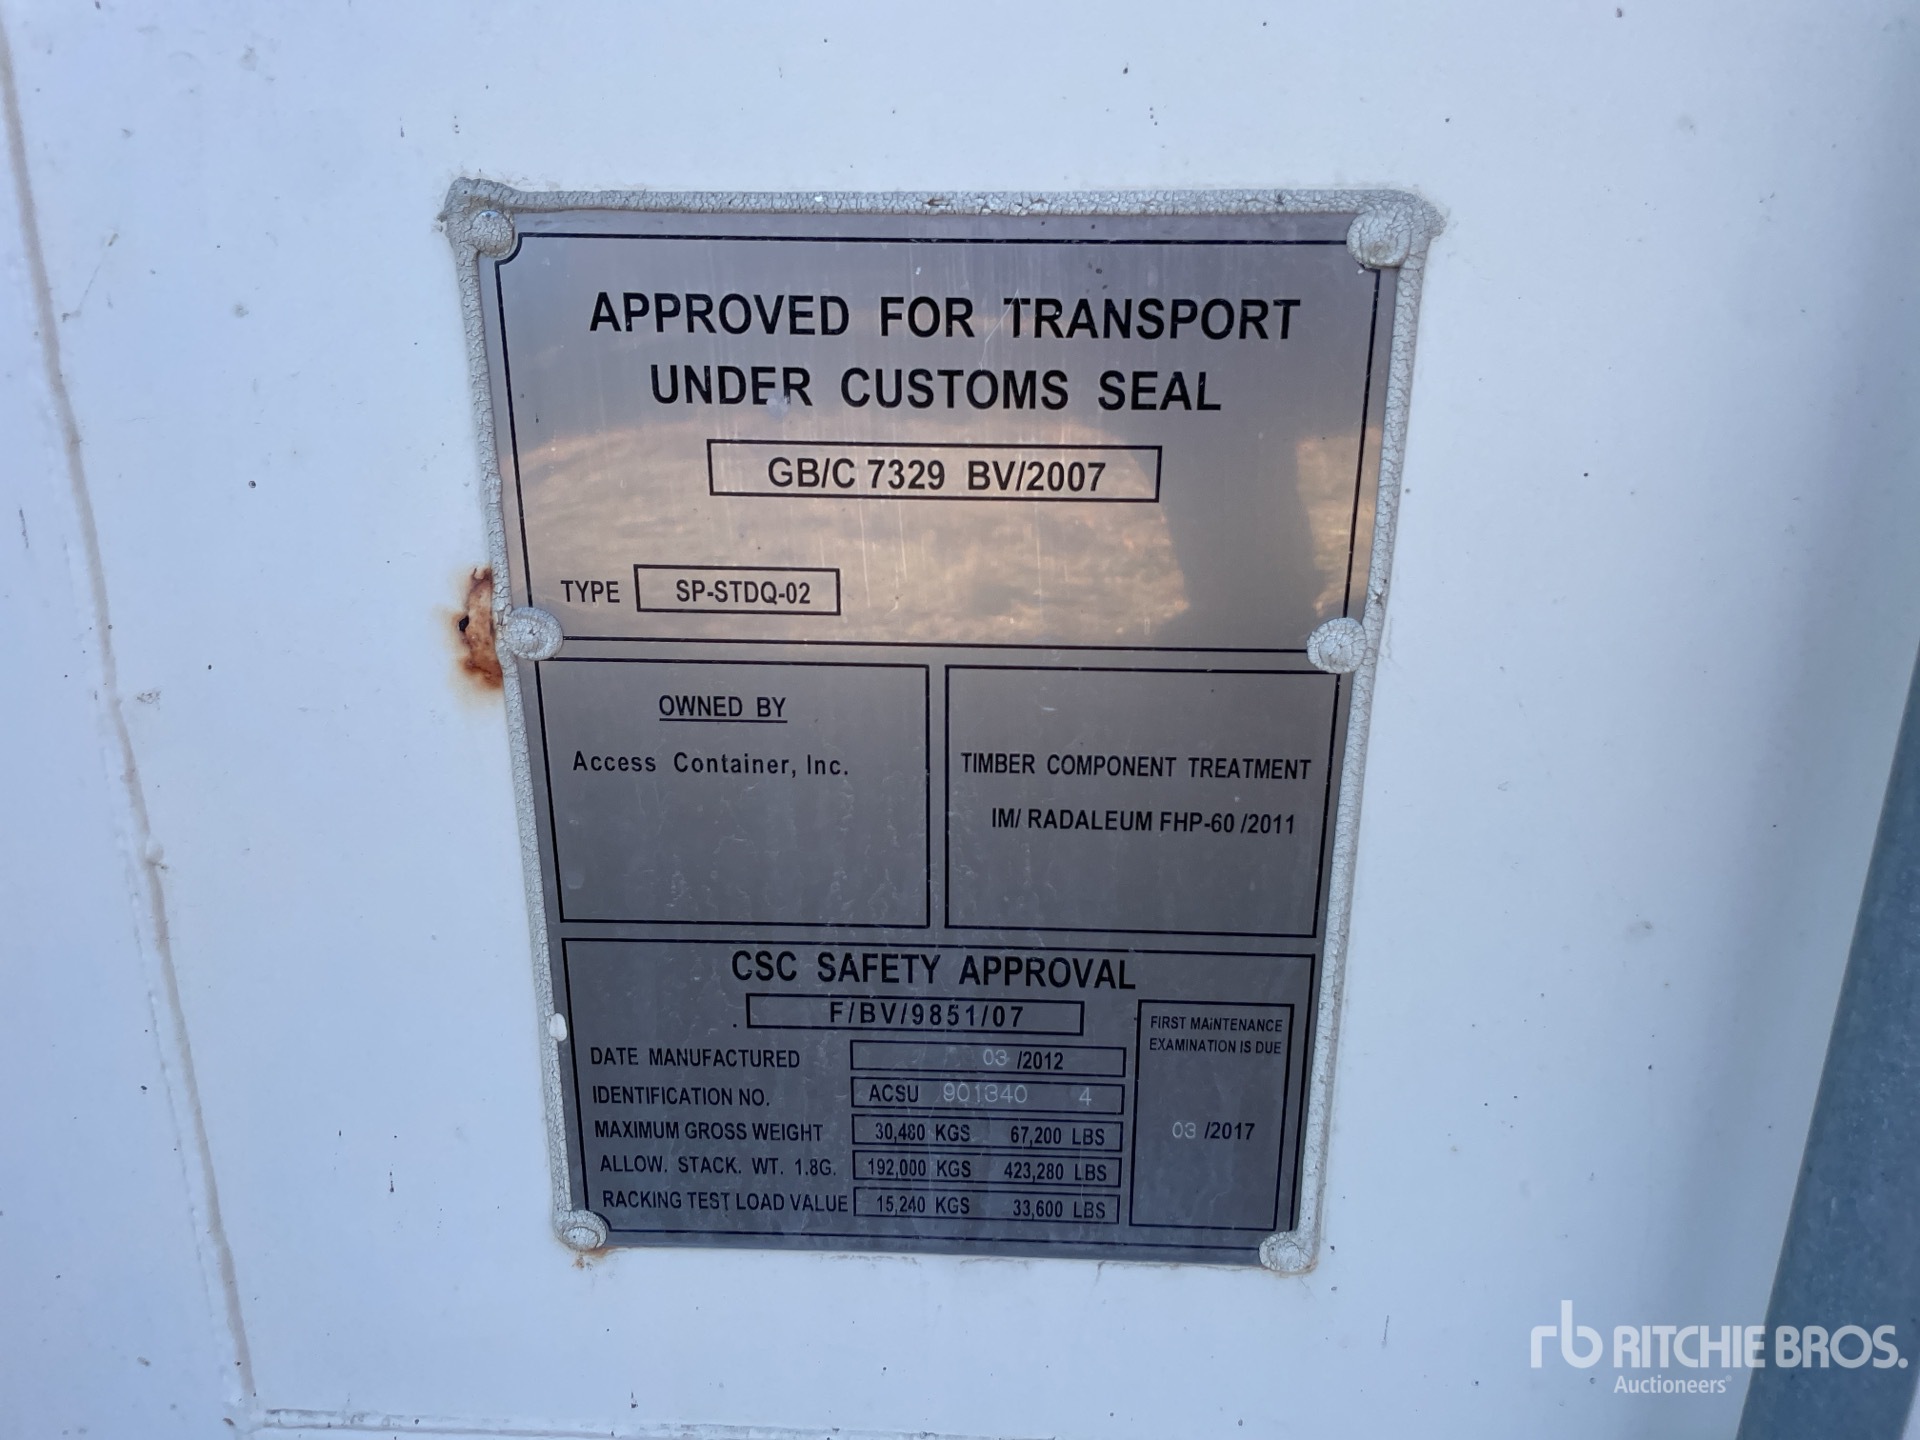 APPROVED FOR TRANSPORT
UNDER CUSTOMS SEAL
GB/C 7329 BV/2007
TYPE SP-STDQ-02
OWNED BY
Access Container, Inc.
TIMBER COMPONENT TREATMENT
IM/ RADALEUM FHP-60 /2011
CSC SAFETY APPROVAL
F/BV/9851/07
DATE MANUFACTURED 03 /2012
IDENTIFICATION NO. ACSU 901340 4
MAXIMUM GROSS WEIGHT 30,480 KGS 67,200 LBS
ALLOW. STACK. WT. 1.8G. 192,000 KGS 423,280 LBS
RACKING TEST LOAD VALUE 15,240 KGS 33,600 LBS
FIRST MAINTENANCE
EXAMINATION IS DUE
03 /2017
rb RITCHIE BROS.
Auctioneers